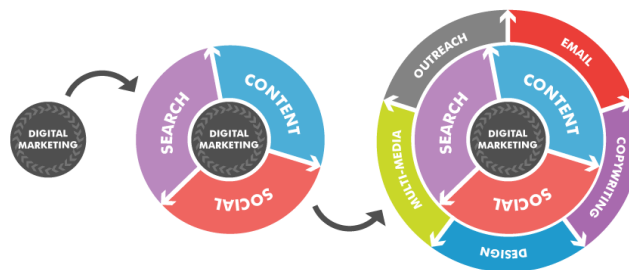 DIGITAL
MARKETING
SEARCH
CONTENT
SOCIAL
DIGITAL
MARKETING
OUTREACH
EMAIL
COPYWRITING
DESIGN
MULTI-MEDIA
SEARCH
CONTENT
SOCIAL
DIGITAL
MARKETING